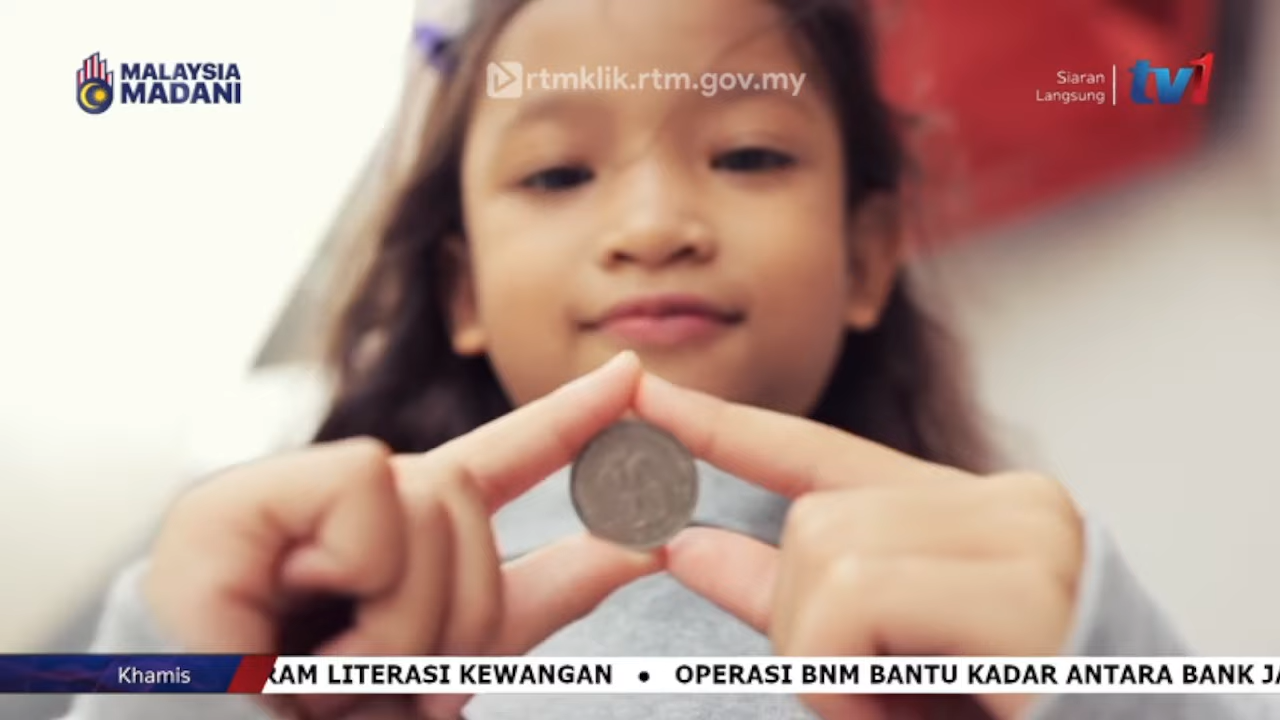 MALAYSIA
MADANI
rtmklik.rtm.gov.my
Siaran
Langsung
tv1
Khamis
RAM LITERASI KEWANGAN • OPERASI BNM BANTU KADAR ANTARA BANK JA